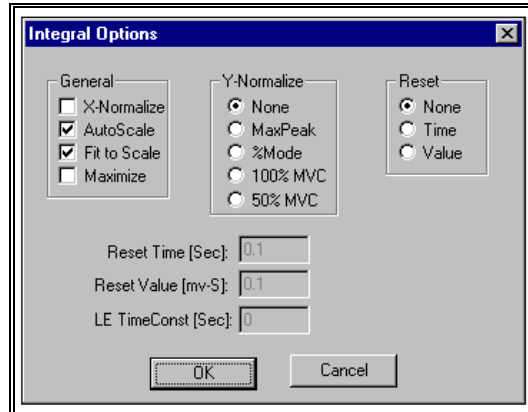 Integral Options
General
X-Normalize
AutoScale
Fit to Scale
Maximize
Y-Normalize
None
MaxPeak
%Mode
100% MVC
50% MVC
Reset
None
Time
Value
Reset Time [Sec]: 0.1
Reset Value [mv-S]: 0.1
LE TimeConst [Sec]: 0
OK Cancel